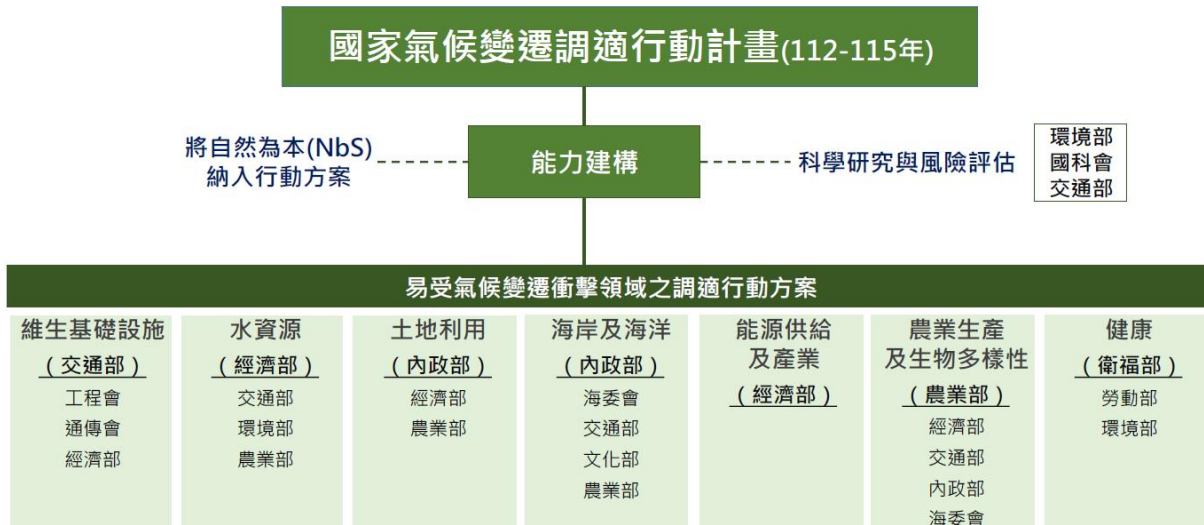 國家氣候變遷調適行動計畫(112-115年)
將自然為本(NbS)
納入行動方案
能力建構
科學研究與風險評估
環境部
國科會
交通部
易受氣候變遷衝擊領域之調適行動方案
維生基礎設施
(交通部)
工程會
通傳會
經濟部
水資源
(經濟部)
交通部
環境部
農業部
土地利用
(內政部)
經濟部
農業部
海岸及海洋
(內政部)
海委會
交通部
文化部
農業部
能源供給
及產業
(經濟部)
農業生產
及生物多樣性
(農業部)
經濟部
交通部
內政部
海委會
健康
(衛福部)
勞動部
環境部